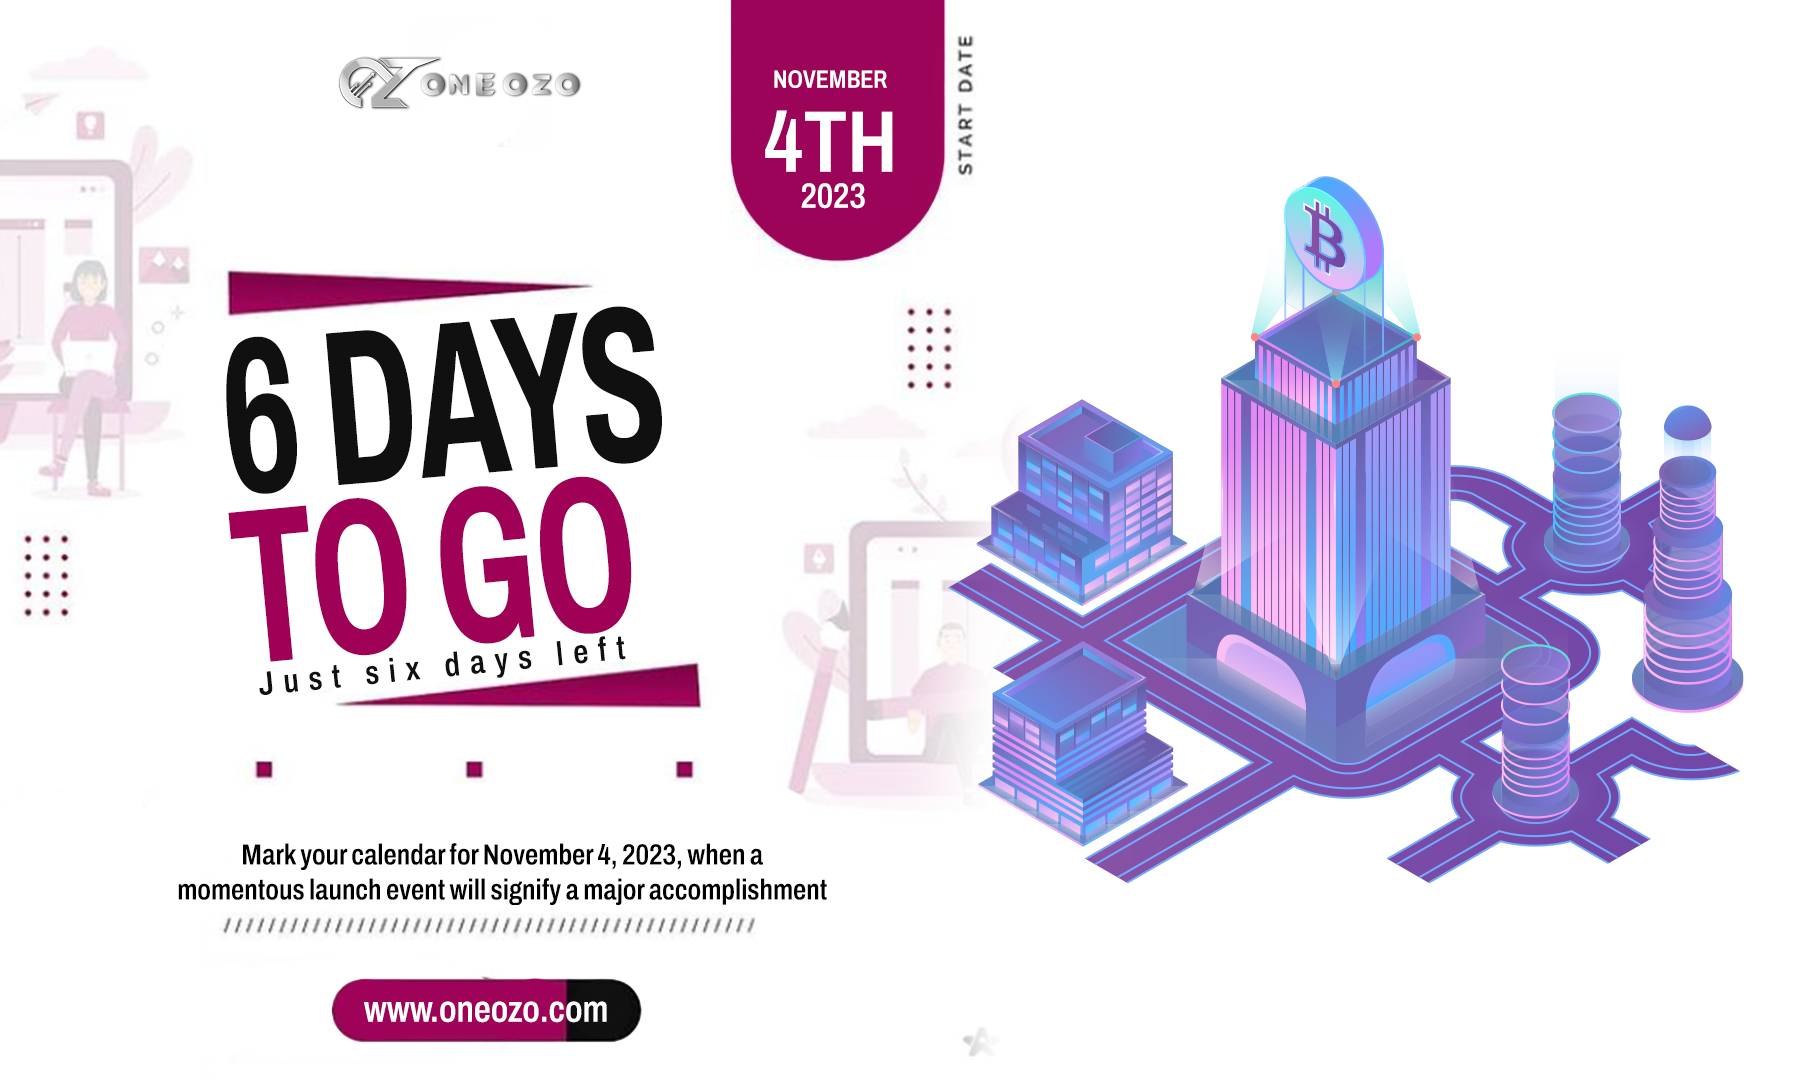 ONEOZO
NOVEMBER
4TH
2023
START DATE
6 DAYS
TO GO
Just six days left
Mark your calendar for November 4, 2023, when a
momentous launch event will signify a major accomplishment
www.oneozo.com